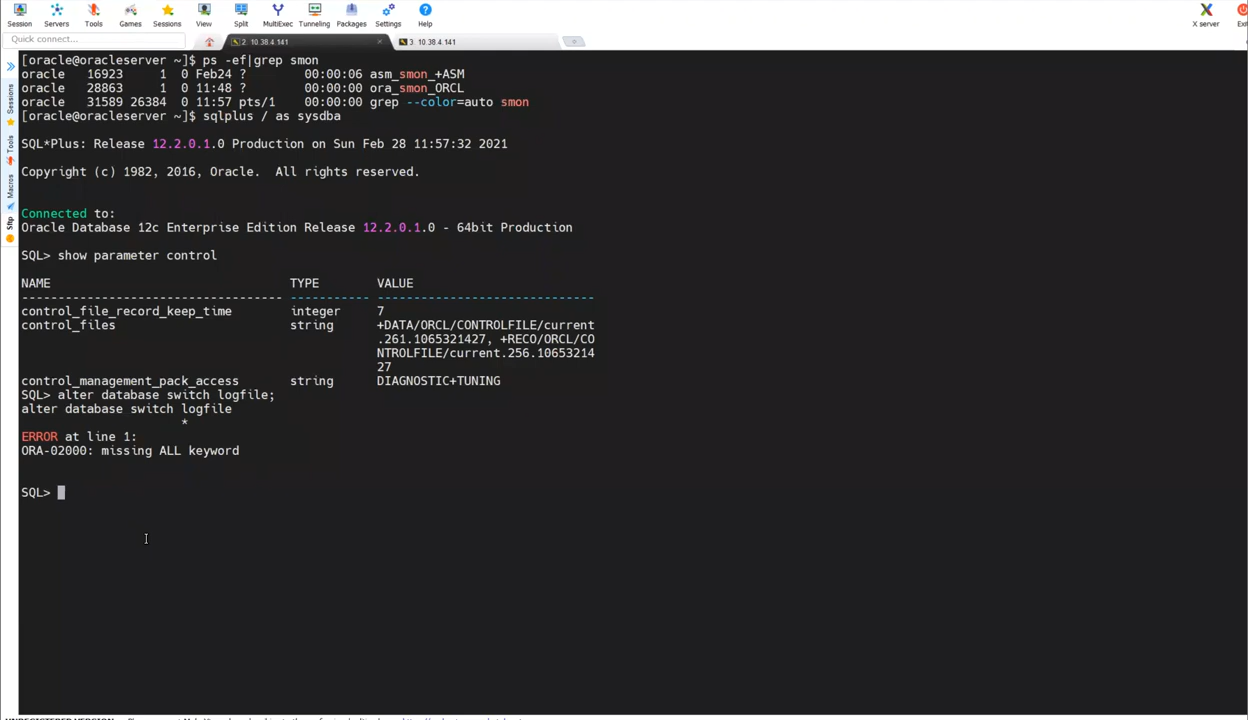 Session Servers Tools Games Sessions View Split MultiExec Tunneling Packages Settings Help X server Exit
Quick connect... 2. 10.38.4.141 3. 10.38.4.141
Sessions
Tools
Macros
Sftp
[oracle@oracleserver ~]$ ps -ef|grep smon
oracle 16923 1 0 Feb24 ? 00:00:06 asm_smon_+ASM
oracle 28863 1 0 11:48 ? 00:00:00 ora_smon_ORCL
oracle 31589 26384 0 11:57 pts/1 00:00:00 grep --color=auto smon
[oracle@oracleserver ~]$ sqlplus / as sysdba
SQL*Plus: Release 12.2.0.1.0 Production on Sun Feb 28 11:57:32 2021
Copyright (c) 1982, 2016, Oracle. All rights reserved.
Connected to:
Oracle Database 12c Enterprise Edition Release 12.2.0.1.0 - 64bit Production
SQL> show parameter control
NAME TYPE VALUE
------------------------------------ ----------- ------------------------------
control_file_record_keep_time integer 7
control_files string +DATA/ORCL/CONTROLFILE/current
.261.1065321427, +RECO/ORCL/CO
NTROLFILE/current.256.10653214
27
control_management_pack_access string DIAGNOSTIC+TUNING
SQL> alter database switch logfile;
alter database switch logfile
*
ERROR at line 1:
ORA-02000: missing ALL keyword
SQL>